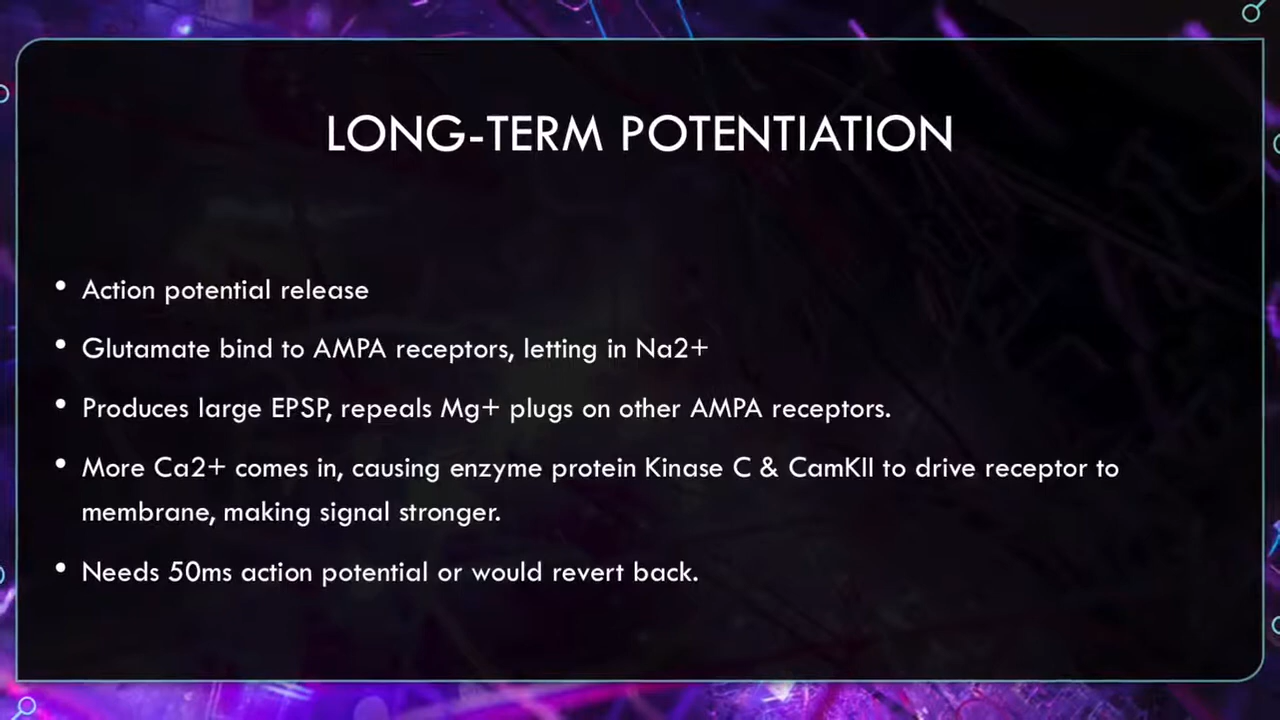 LONG-TERM POTENTIATION
• Action potential release
• Glutamate bind to AMPA receptors, letting in Na2+
• Produces large EPSP, repeals Mg+ plugs on other AMPA receptors.
• More Ca2+ comes in, causing enzyme protein Kinase C & CamKII to drive receptor to
membrane, making signal stronger.
• Needs 50ms action potential or would revert back.